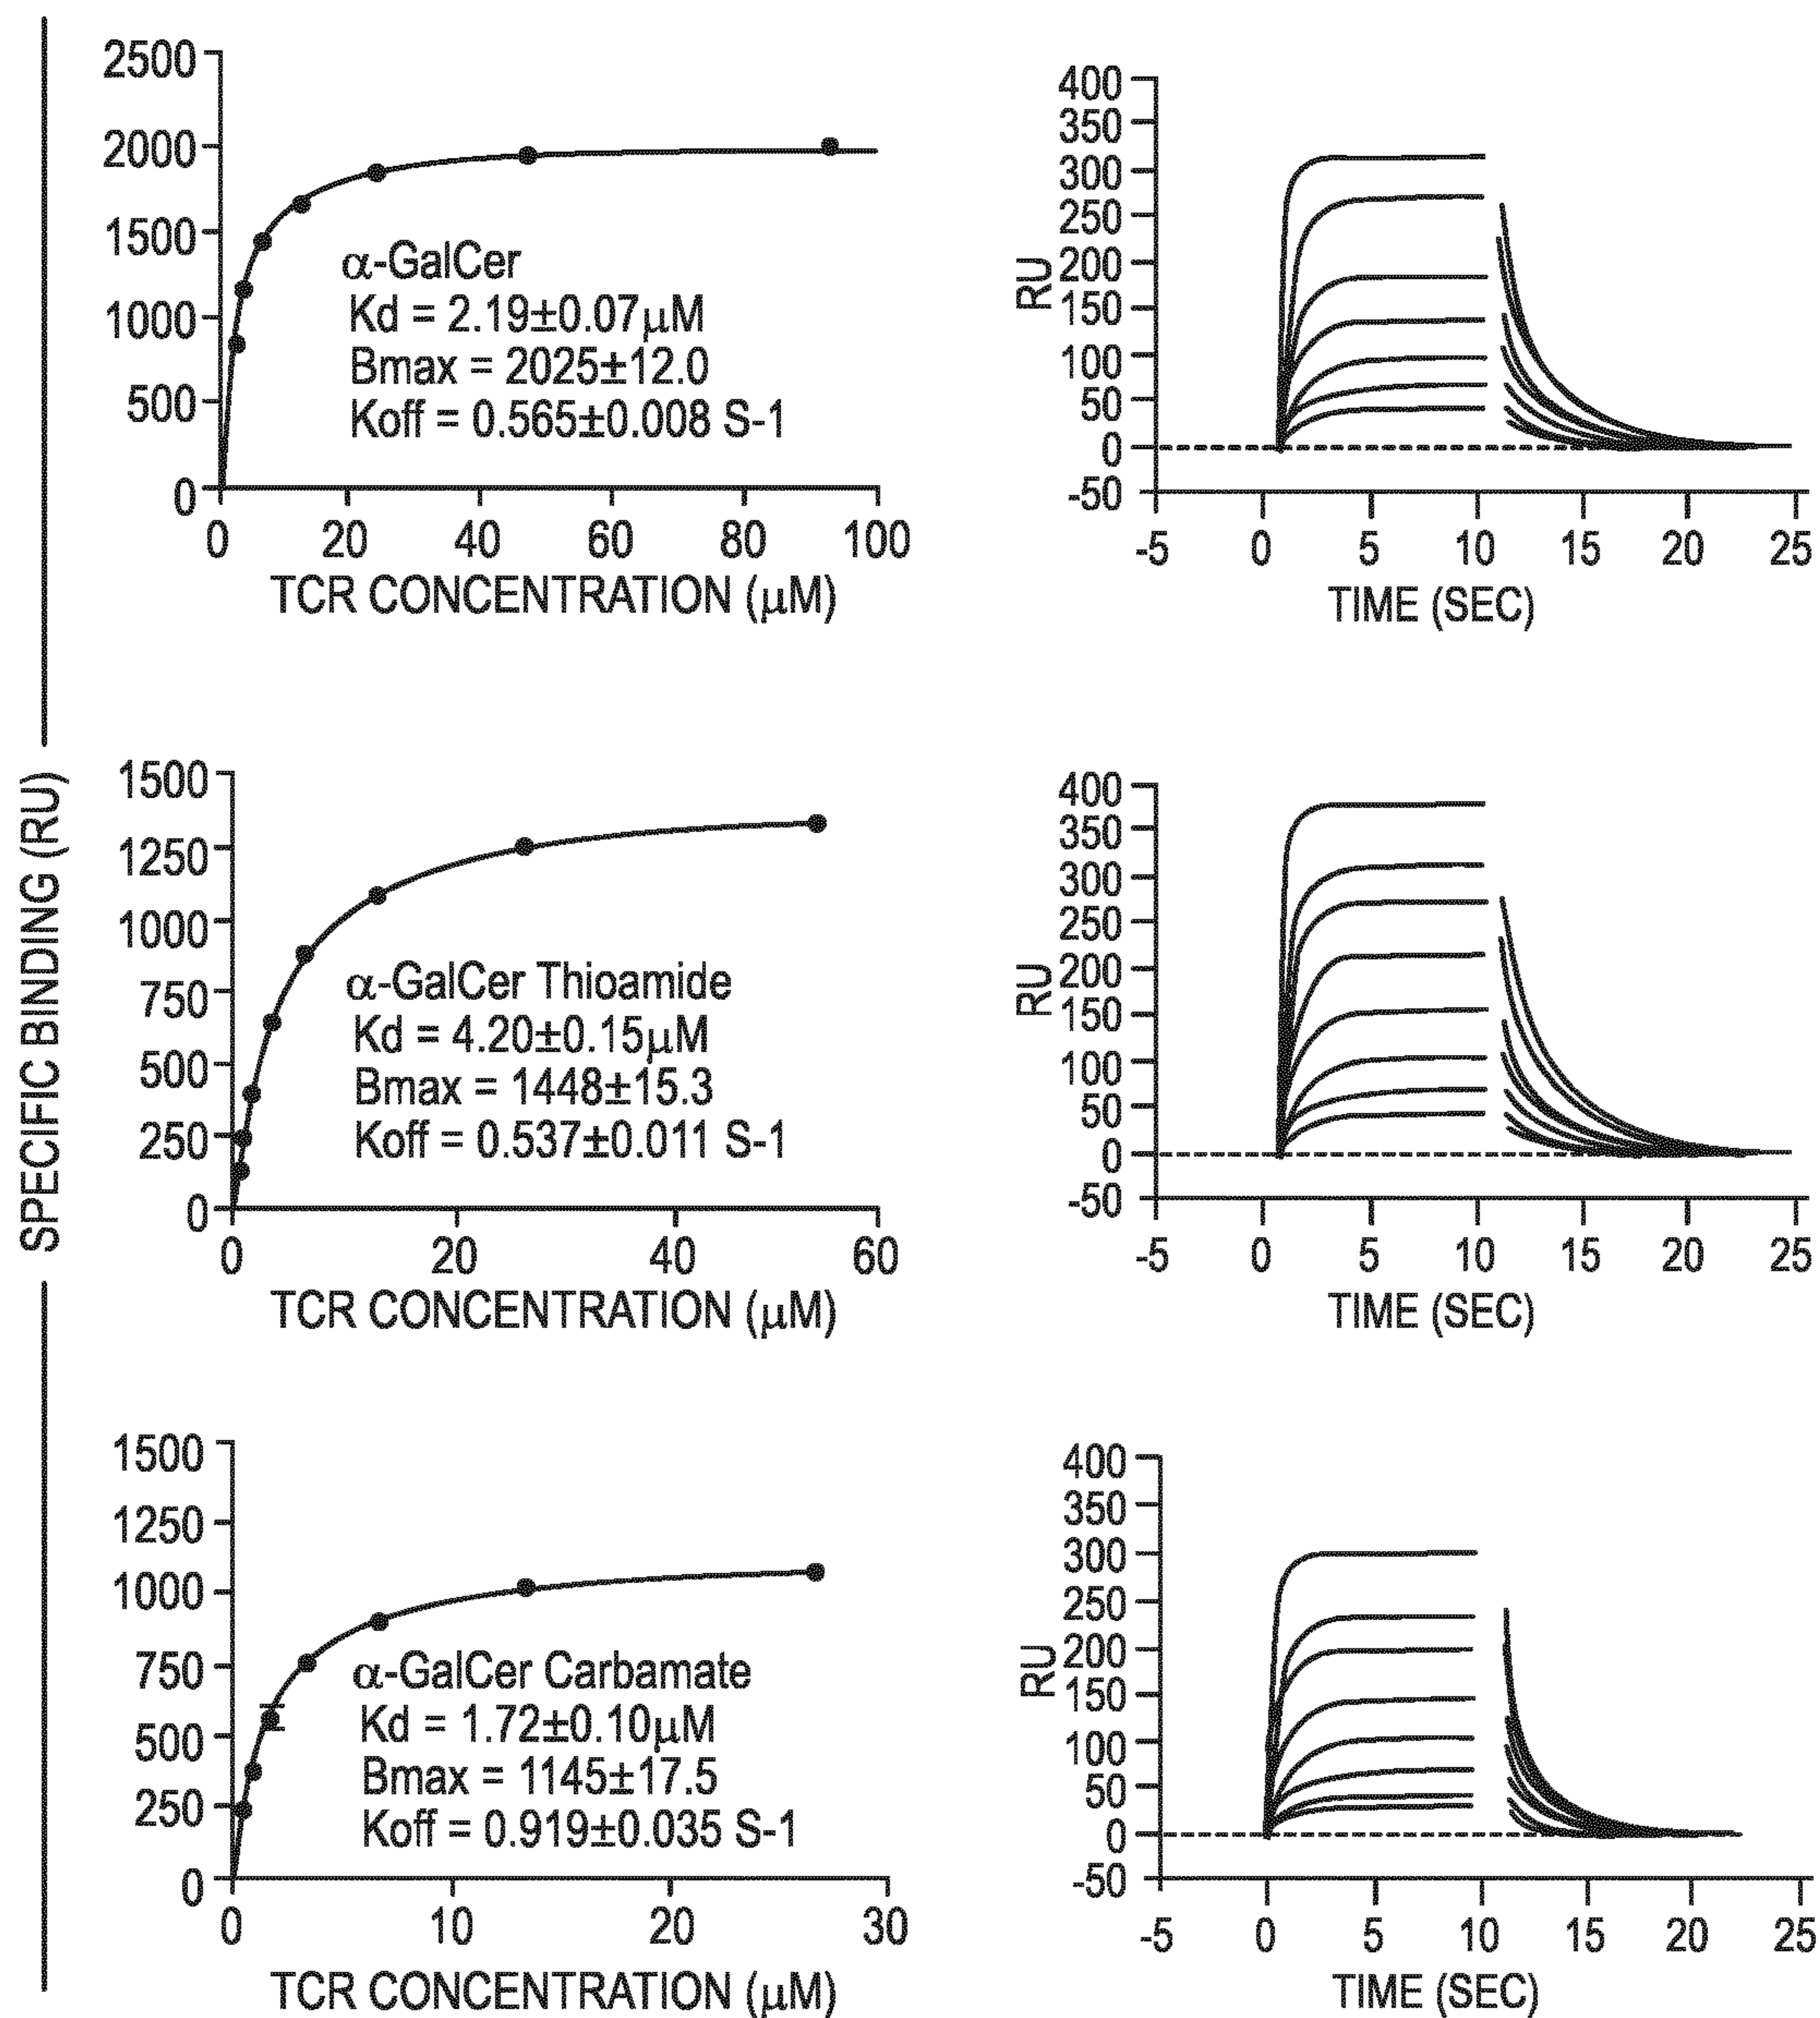 SPECIFIC BINDING (RU)
2500
2000
1500
1000
500
0
0 20 40 60 80 100
TCR CONCENTRATION (μM)
α-GalCer
Kd = 2.19±0.07μM
Bmax = 2025±12.0
Koff = 0.565±0.008 S-1
400
350
300
250
200
150
100
50
0
-50
RU
-5 0 5 10 15 20 25
TIME (SEC)
1500
1250
1000
750
500
250
0
0 20 40 60
TCR CONCENTRATION (μM)
α-GalCer Thioamide
Kd = 4.20±0.15μM
Bmax = 1448±15.3
Koff = 0.537±0.011 S-1
400
350
300
250
200
150
100
50
0
-50
RU
-5 0 5 10 15 20 25
TIME (SEC)
1500
1250
1000
750
500
250
0
0 10 20 30
TCR CONCENTRATION (μM)
α-GalCer Carbamate
Kd = 1.72±0.10μM
Bmax = 1145±17.5
Koff = 0.919±0.035 S-1
400
350
300
250
200
150
100
50
0
-50
RU
-5 0 5 10 15 20 25
TIME (SEC)